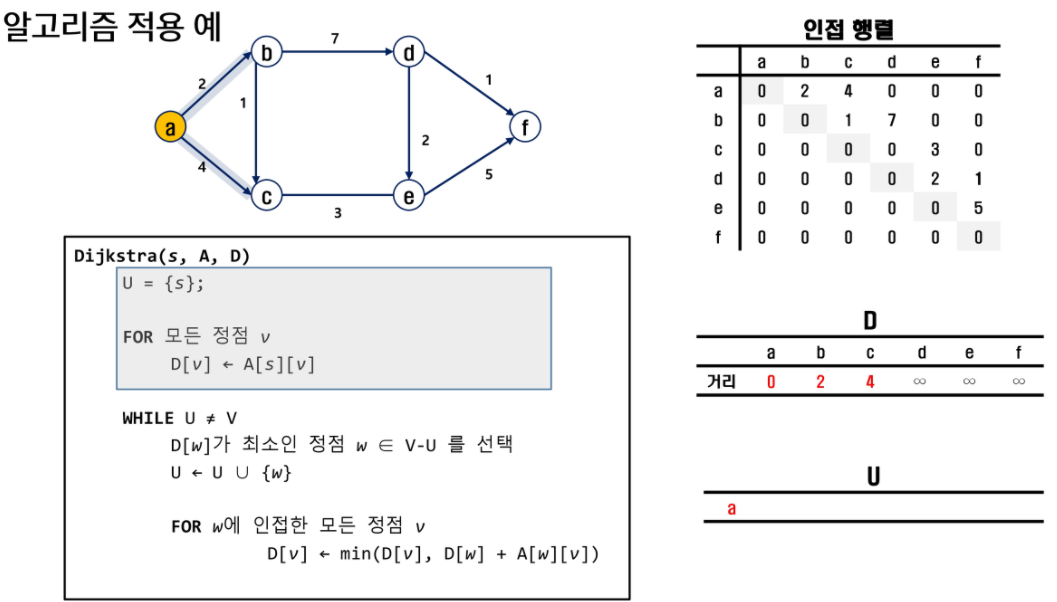 알고리즘 적용 예
b
7
d
2
1
1
a
f
2
4
5
c
e
3
Dijkstra(s, A, D)
U = {s};
FOR 모든 정점 v
D[v] ← A[s][v]
WHILE U ≠ V
D[w]가 최소인 정점 w ∈ V-U 를 선택
U ← U ∪ {w}
FOR w에 인접한 모든 정점 v
D[v] ← min(D[v], D[w] + A[w][v])
인접 행렬
a b c d e f
a 0 2 4 0 0 0
b 0 0 1 7 0 0
c 0 0 0 0 3 0
d 0 0 0 0 2 1
e 0 0 0 0 0 5
f 0 0 0 0 0 0
D
a b c d e f
거리 0 2 4 ∞ ∞ ∞
U
a